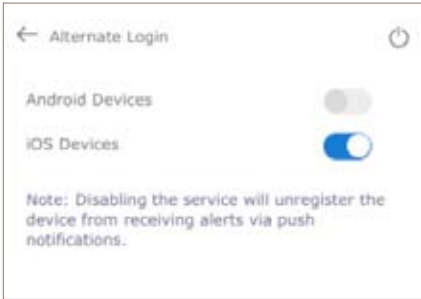 Alternate Login
Android Devices
iOS Devices
Note: Disabling the service will unregister the
device from receiving alerts via push
notifications.